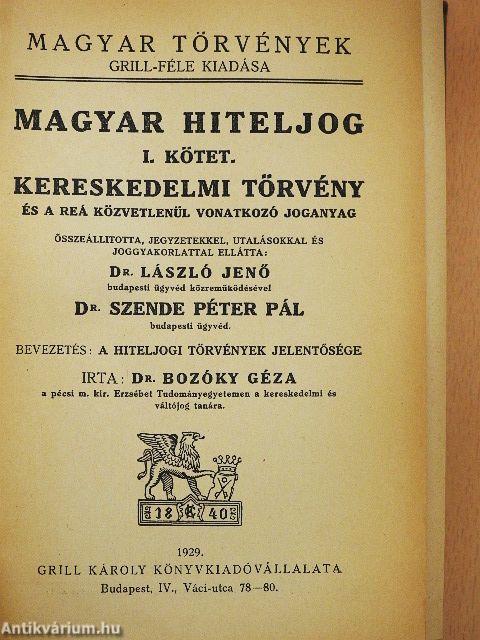 MAGYAR TÖRVÉNYEK
GRILL-FÉLE KIADÁSA
MAGYAR HITELJOG
I. KÖTET.
KERESKEDELMI TÖRVÉNY
ÉS A REÁ KÖZVETLENÜL VONATKOZÓ JOGANYAG
ÖSSZEÁLLITOTTA, JEGYZETEKKEL, UTALÁSOKKAL ÉS
JOGGYAKORLATTAL ELLÁTTA:
DR. LÁSZLÓ JENŐ
budapesti ügyvéd közreműködésével
DR. SZENDE PÉTER PÁL
budapesti ügyvéd.
BEVEZETÉS: A HITELJOGI TÖRVÉNYEK JELENTŐSÉGE
IRTA: DR. BOZÓKY GÉZA
a pécsi m. kir. Erzsébet Tudományegyetemen a kereskedelmi és
váltójog tanára.
18 40
1929.
GRILL KÁROLY KÖNYVKIADÓVÁLLALATA
Budapest, IV., Váci-utca 78—80.
Antikvárium.hu